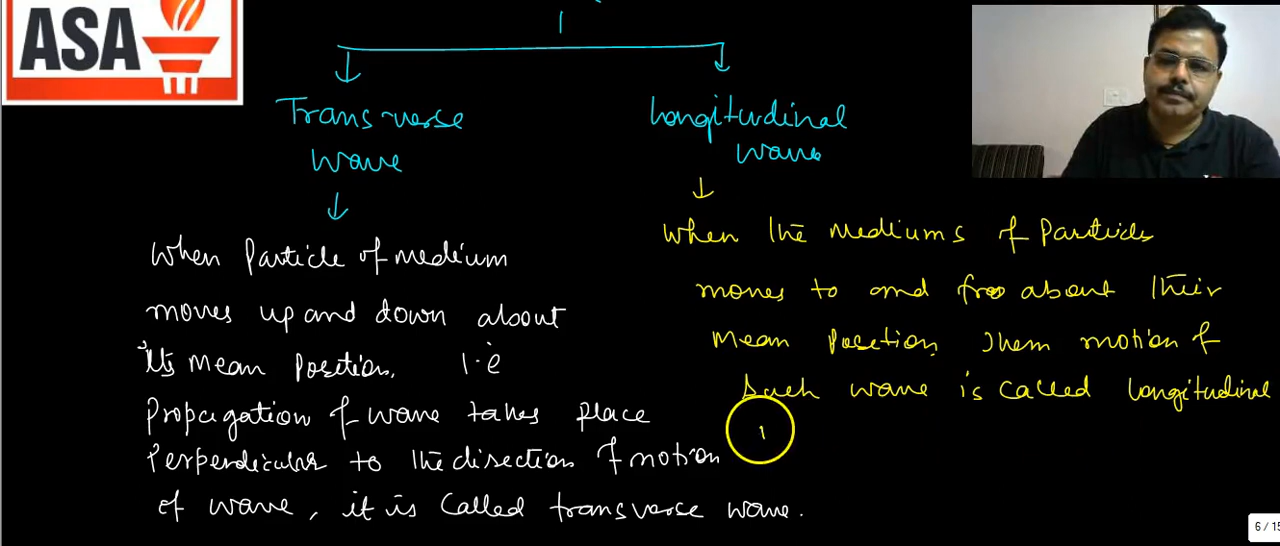 ASA
Transverse
wave
Longitudinal
wave
When Particle of medium
moves up and down about
its mean position, i.e
Propagation of wave takes place
Perpendicular to the direction of motion
of wave, it is called transverse wave.
When the mediums of Particles
moves to and fro about their
mean position, then motion of
such wave is called longitudinal
6 / 15